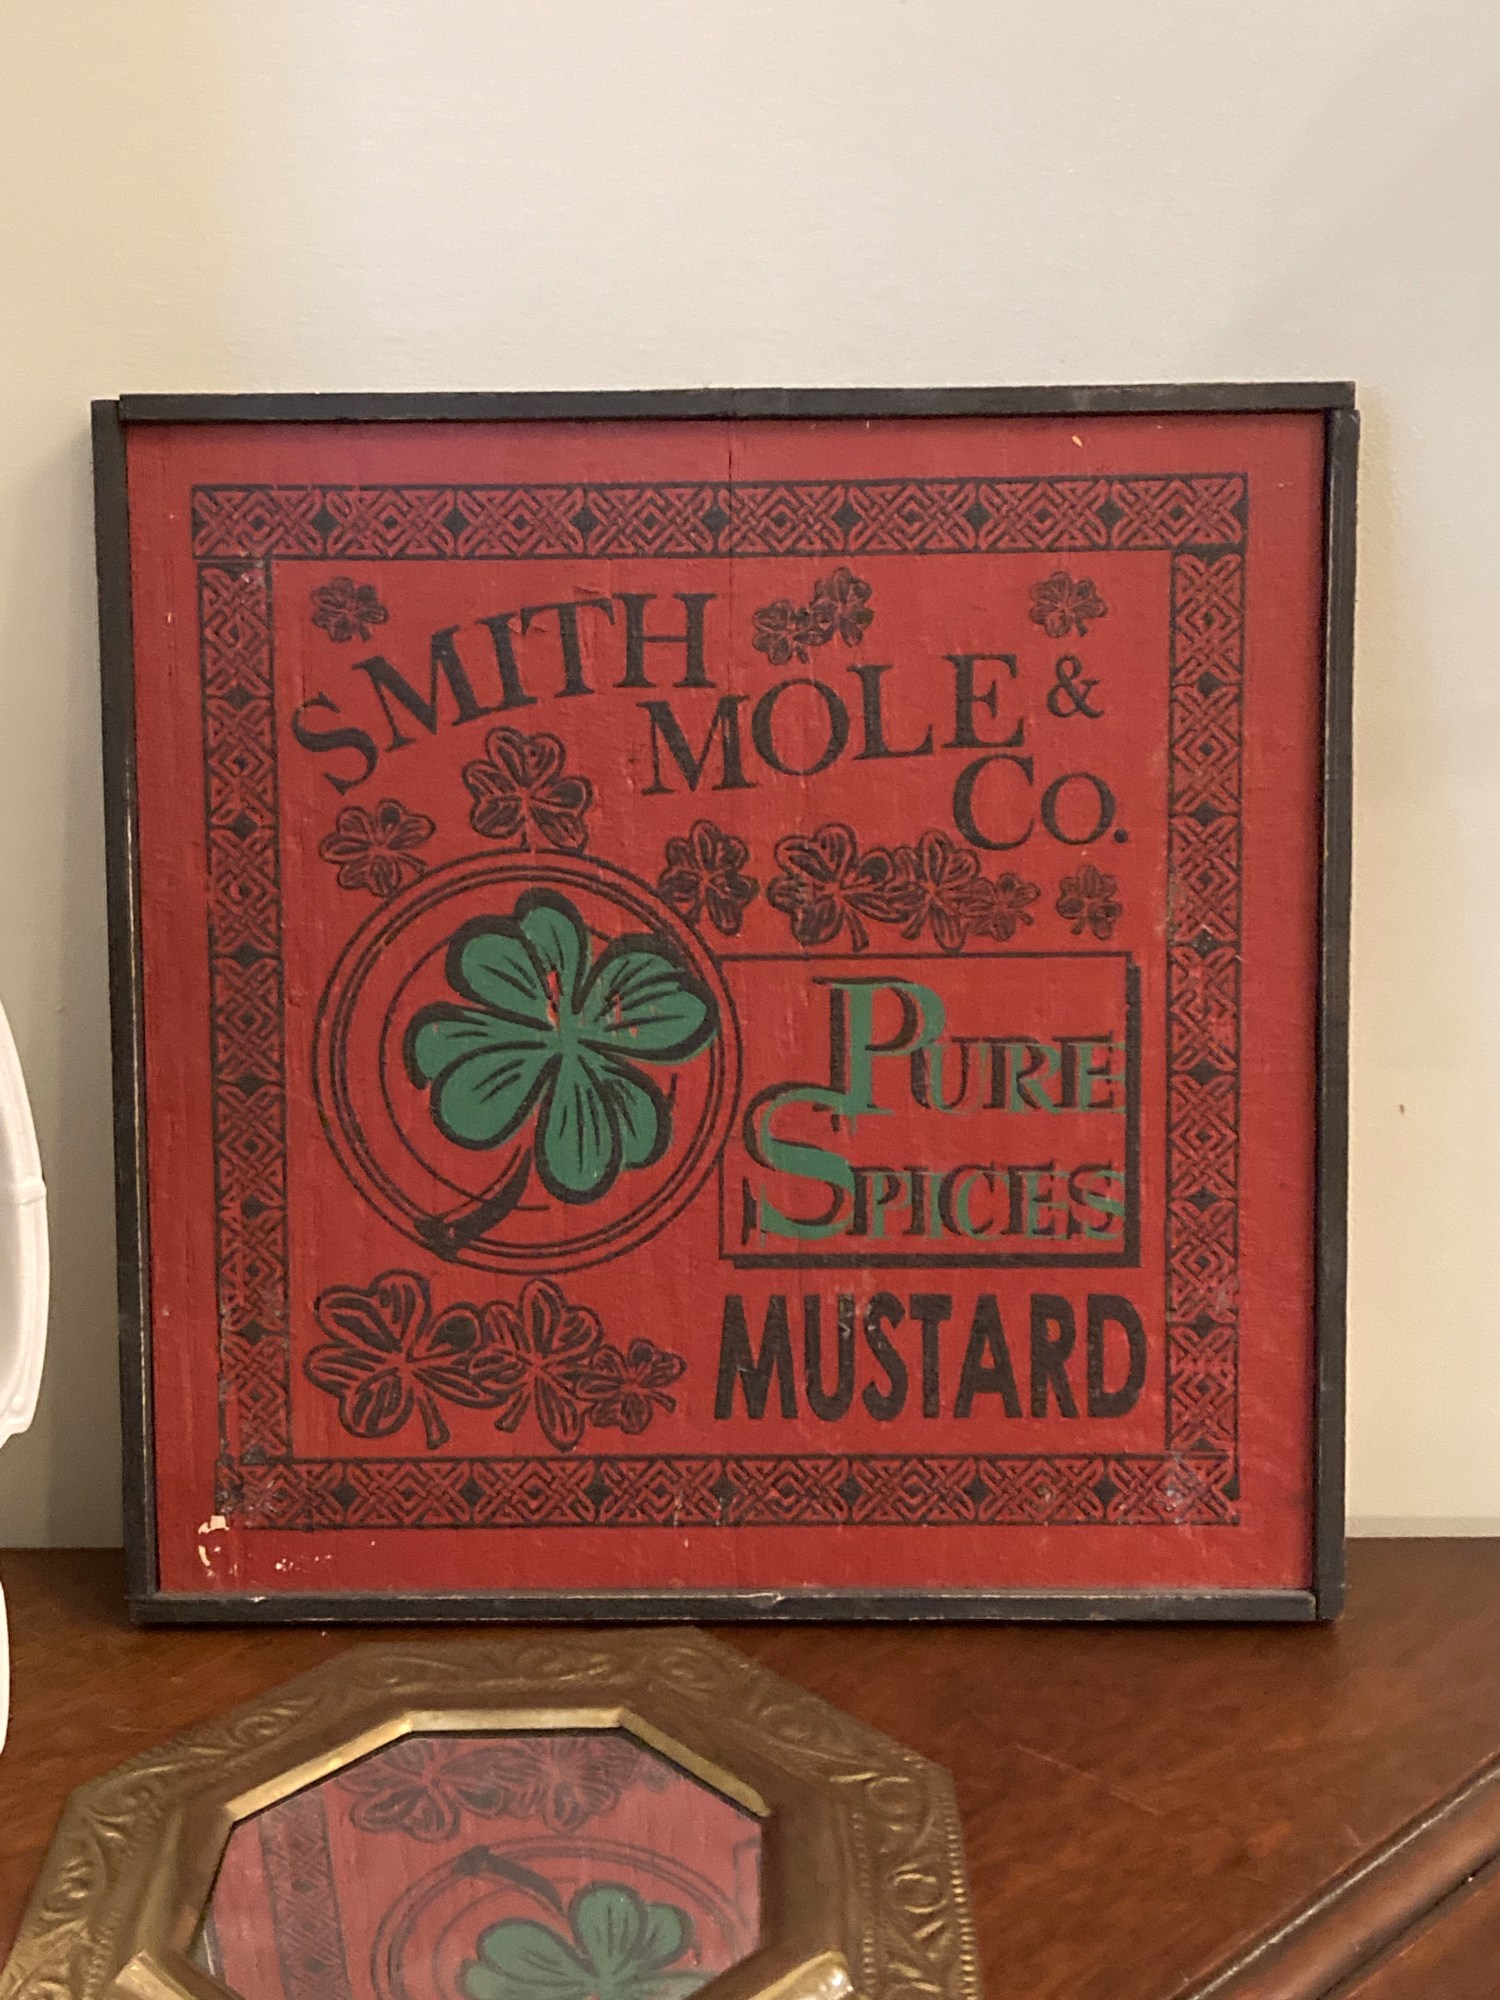 SMITH
MOLE &
CO.
PURE
SPICES
MUSTARD